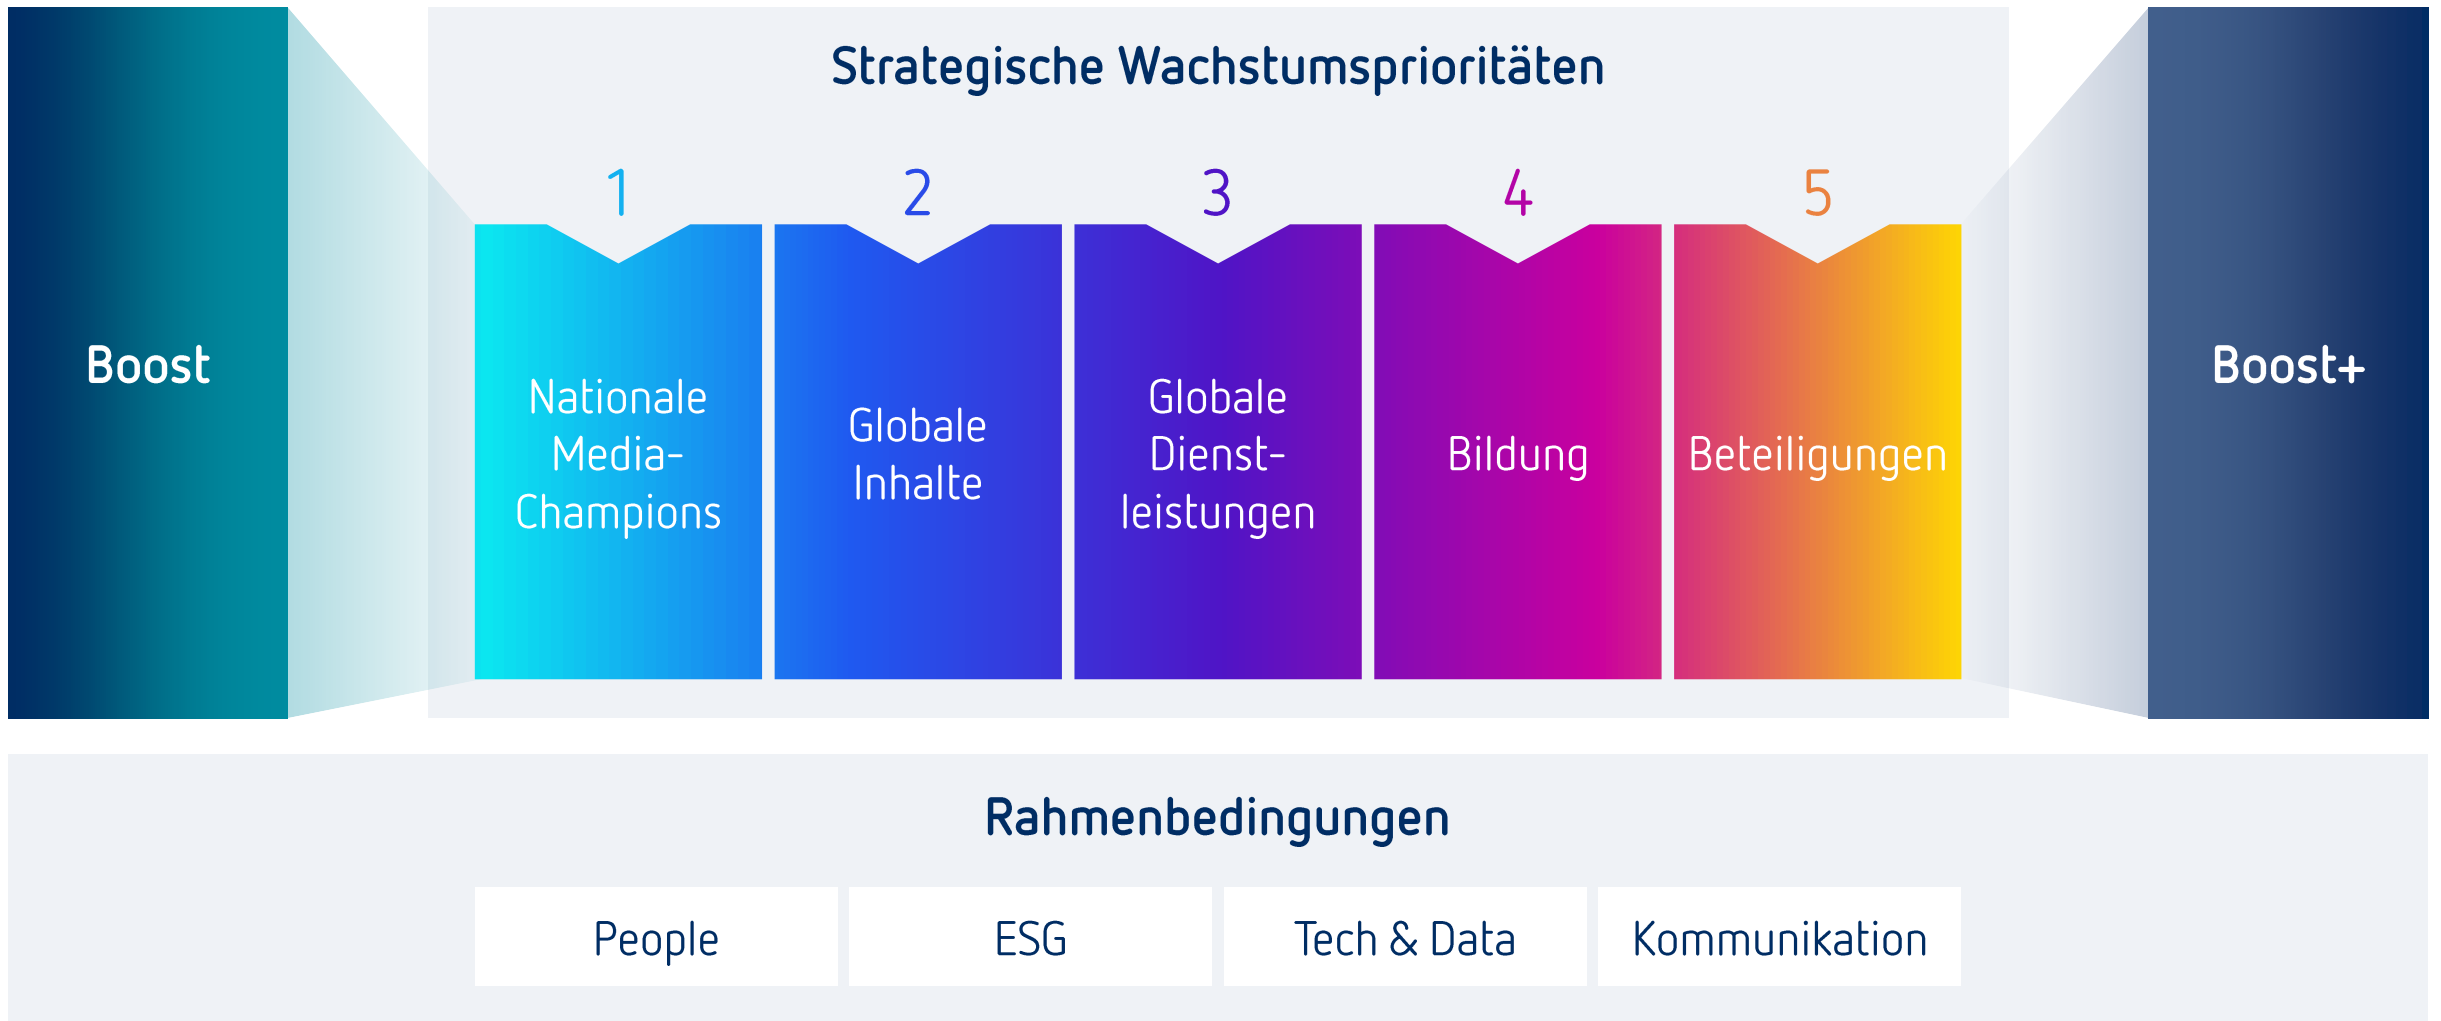 Strategische Wachstumsprioritäten
Boost
1
Nationale
Media-
Champions
2
Globale
Inhalte
3
Globale
Dienst-
leistungen
4
Bildung
5
Beteiligungen
Boost+
Rahmenbedingungen
People
ESG
Tech & Data
Kommunikation